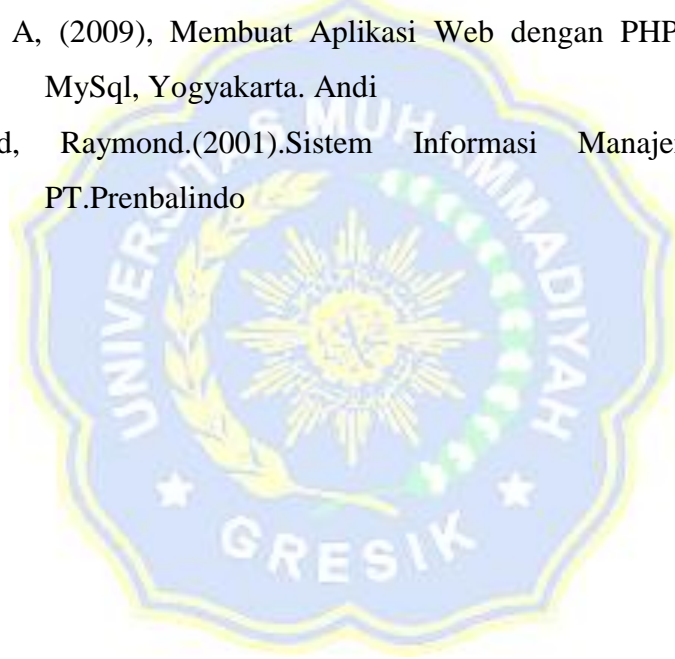 A, (2009), Membuat Aplikasi Web dengan PHP
MySql, Yogyakarta. Andi
d, Raymond.(2001).Sistem Informasi Manaje
PT.Prenbalindo
UNIVERSITAS MUHAMMADIYAH
GRESIK